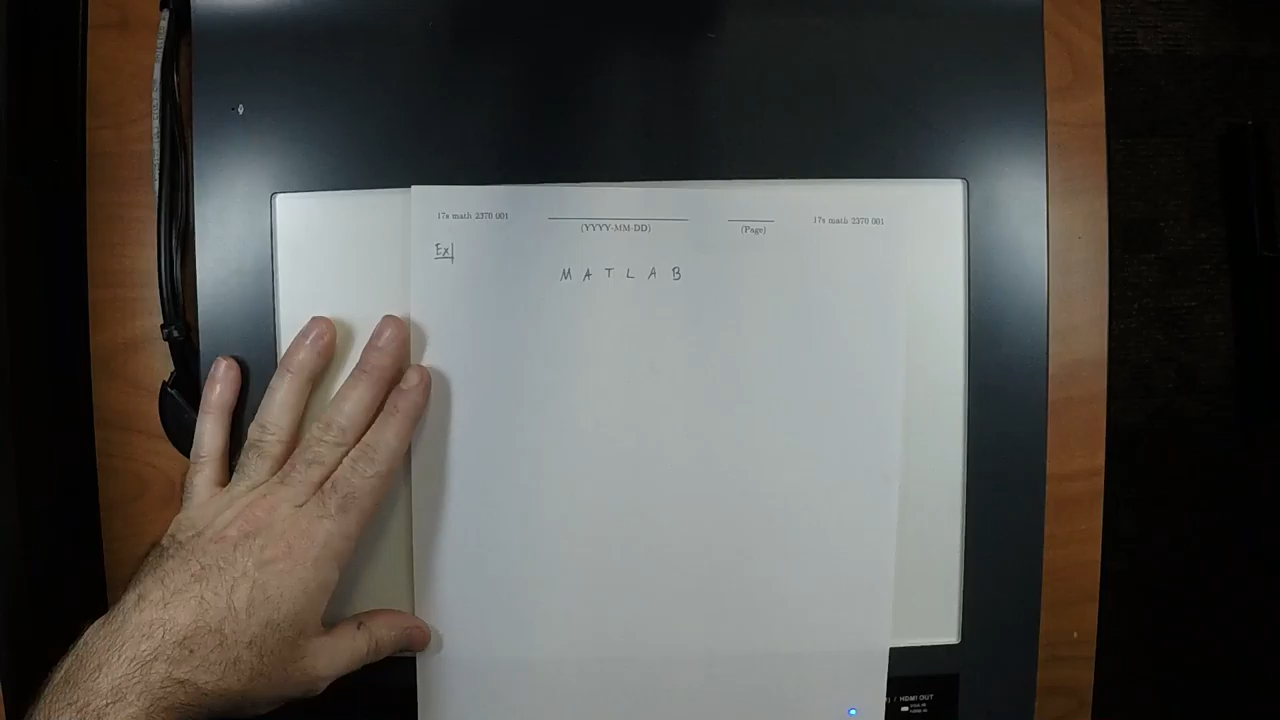 17s math 2370 001 (YYYY-MM-DD) (Page) 17s math 2370 001
Ex
M A T L A B
/ HDMI OUT